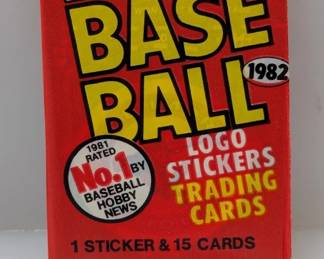 BASE
1982
BALL
LOGO
STICKERS
TRADING
CARDS
1981
RATED
No.1 BY
BASEBALL
HOBBY
NEWS
1 STICKER & 15 CARDS